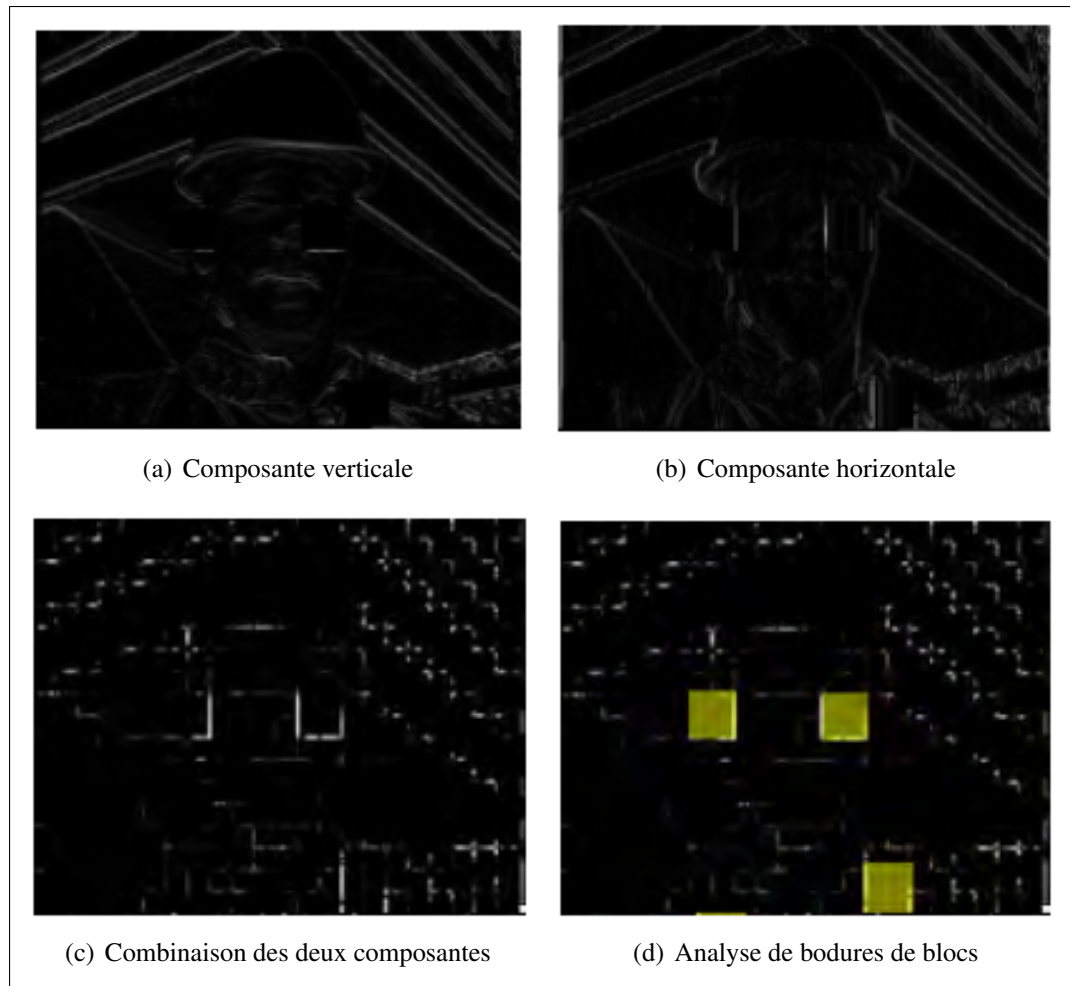 (a) Composante verticale
(b) Composante horizontale
(c) Combinaison des deux composantes
(d) Analyse de bodures de blocs